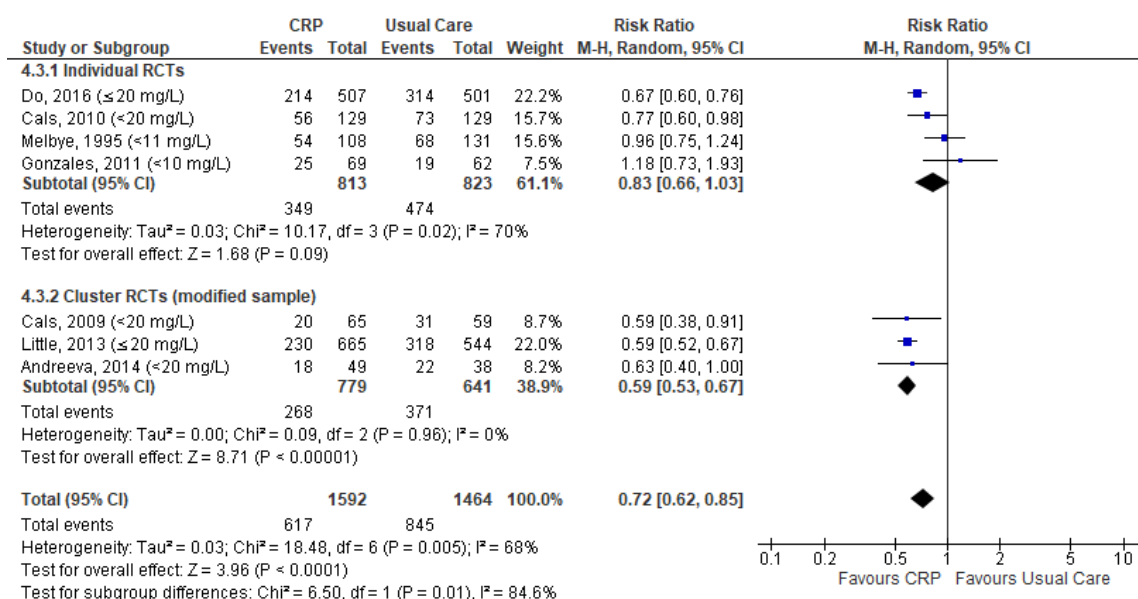 CRP Usual Care Risk Ratio Risk Ratio
Study or Subgroup Events Total Events Total Weight M-H, Random, 95% CI M-H, Random, 95% CI
4.3.1 Individual RCTs
Do, 2016 (≤20 mg/L) 214 507 314 501 22.2% 0.67 [0.60, 0.76]
Cals, 2010 (<20 mg/L) 56 129 73 129 15.7% 0.77 [0.60, 0.98]
Melbye, 1995 (<11 mg/L) 54 108 68 131 15.6% 0.96 [0.75, 1.24]
Gonzales, 2011 (<10 mg/L) 25 69 19 62 7.5% 1.18 [0.73, 1.93]
Subtotal (95% CI) 813 823 61.1% 0.83 [0.66, 1.03]
Total events 349 474
Heterogeneity: Tau² = 0.03; Chi² = 10.17, df = 3 (P = 0.02); I² = 70%
Test for overall effect: Z = 1.68 (P = 0.09)
4.3.2 Cluster RCTs (modified sample)
Cals, 2009 (<20 mg/L) 20 65 31 59 8.7% 0.59 [0.38, 0.91]
Little, 2013 (≤20 mg/L) 230 665 318 544 22.0% 0.59 [0.52, 0.67]
Andreeva, 2014 (<20 mg/L) 18 49 22 38 8.2% 0.63 [0.40, 1.00]
Subtotal (95% CI) 779 641 38.9% 0.59 [0.53, 0.67]
Total events 268 371
Heterogeneity: Tau² = 0.00; Chi² = 0.09, df = 2 (P = 0.96); I² = 0%
Test for overall effect: Z = 8.71 (P < 0.00001)
Total (95% CI) 1592 1464 100.0% 0.72 [0.62, 0.85]
Total events 617 845
Heterogeneity: Tau² = 0.03; Chi² = 18.48, df = 6 (P = 0.005); I² = 68%
Test for overall effect: Z = 3.96 (P < 0.0001)
Test for subgroup differences: Chi² = 6.50, df = 1 (P = 0.01), I² = 84.6%
0.1 0.2 0.5 1 2 5 10
Favours CRP Favours Usual Care